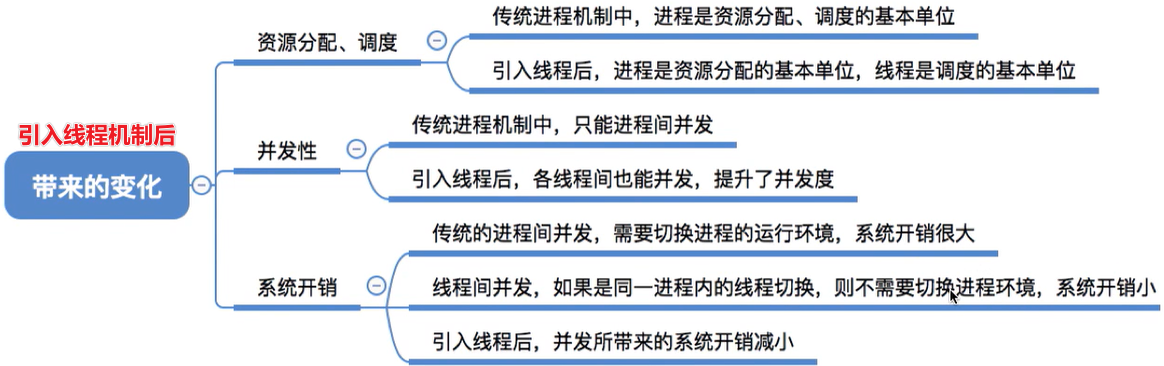 引入线程机制后
带来的变化
资源分配、调度
传统进程机制中，进程是资源分配、调度的基本单位
引入线程后，进程是资源分配的基本单位，线程是调度的基本单位
并发性
传统进程机制中，只能进程间并发
引入线程后，各线程间也能并发，提升了并发度
系统开销
传统的进程间并发，需要切换进程的运行环境，系统开销很大
线程间并发，如果是同一进程内的线程切换，则不需要切换进程环境，系统开销小
引入线程后，并发所带来的系统开销减小